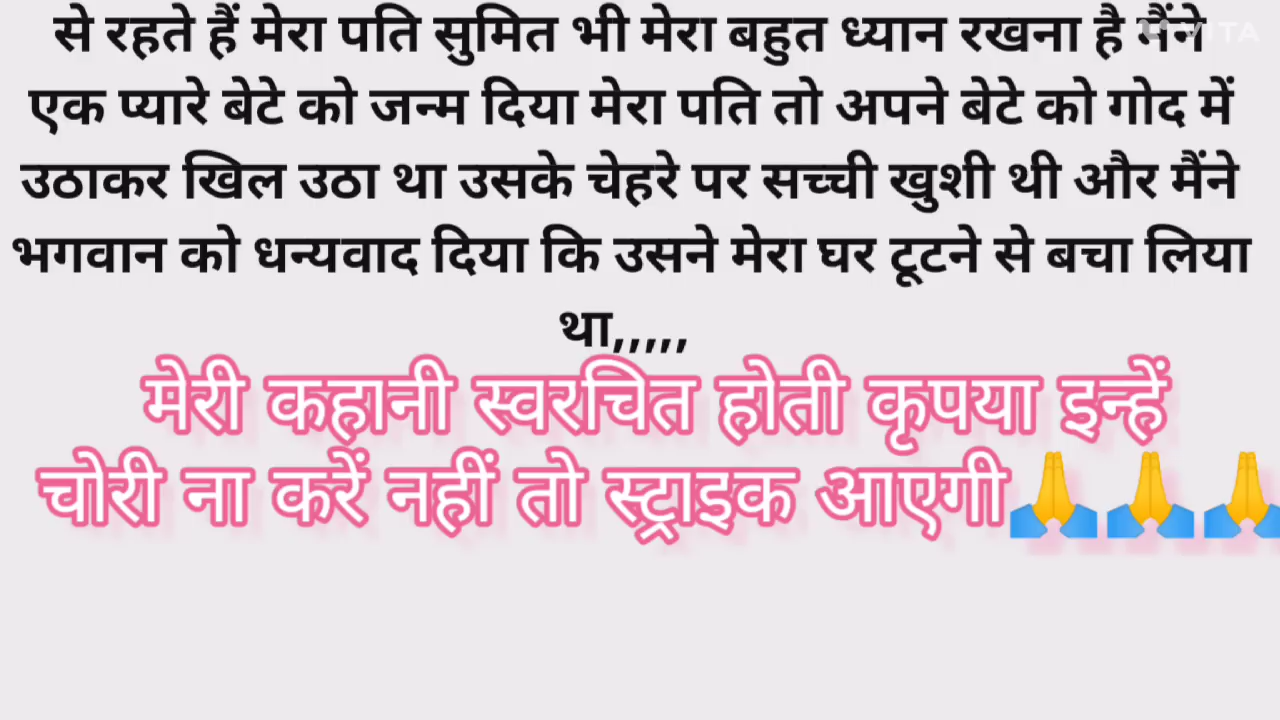 से रहते हैं मेरा पति सुमित भी मेरा बहुत ध्यान रखना है मैंने
एक प्यारे बेटे को जन्म दिया मेरा पति तो अपने बेटे को गोद में
उठाकर खिल उठा था उसके चेहरे पर सच्ची खुशी थी और मैंने
भगवान को धन्यवाद दिया कि उसने मेरा घर टूटने से बचा लिया
था,,,,,
मेरी कहानी स्वरचित होती कृपया इन्हें
चोरी ना करें नहीं तो स्ट्राइक आएगी🙏🙏🙏
VITA